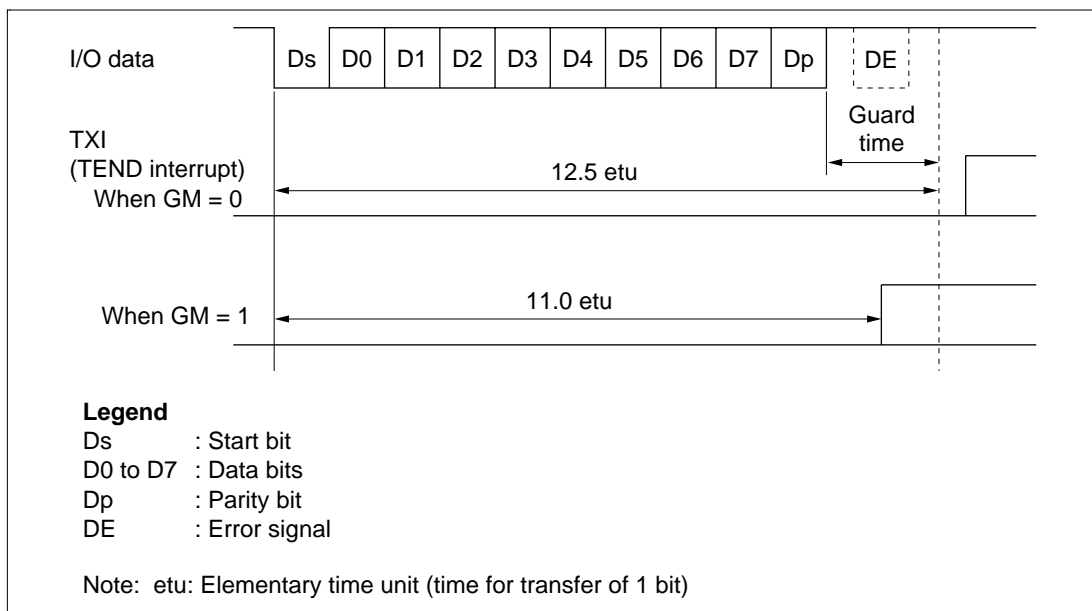 I/O data Ds D0 D1 D2 D3 D4 D5 D6 D7 Dp DE
Guard
time
TXI
(TEND interrupt)
When GM = 0
12.5 etu
When GM = 1
11.0 etu
Legend
Ds : Start bit
D0 to D7 : Data bits
Dp : Parity bit
DE : Error signal
Note: etu: Elementary time unit (time for transfer of 1 bit)